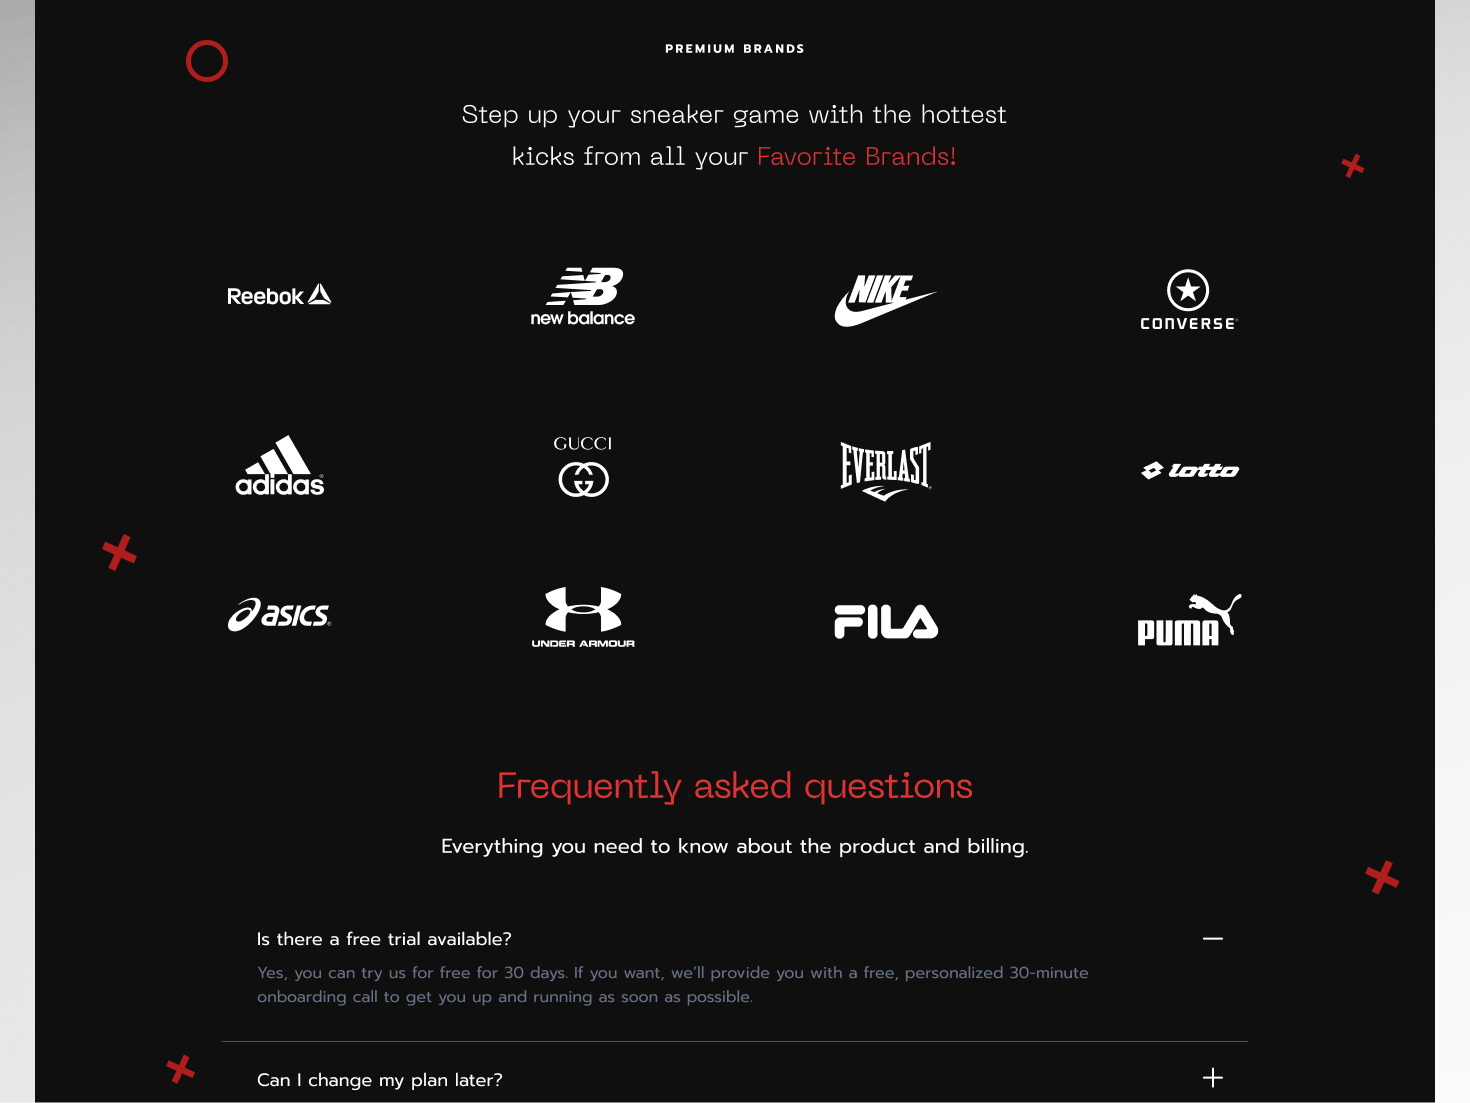 PREMIUM BRANDS
Step up your sneaker game with the hottest
kicks from all your Favorite Brands!
Reebok
new balance
NIKE
CONVERSE
adidas
GUCCI
EVERLAST
lotto
asics
UNDER ARMOUR
FILA
PUMA
Frequently asked questions
Everything you need to know about the product and billing.
Is there a free trial available?
Yes, you can try us for free for 30 days. If you want, we’ll provide you with a free, personalized 30-minute
onboarding call to get you up and running as soon as possible.
Can I change my plan later?